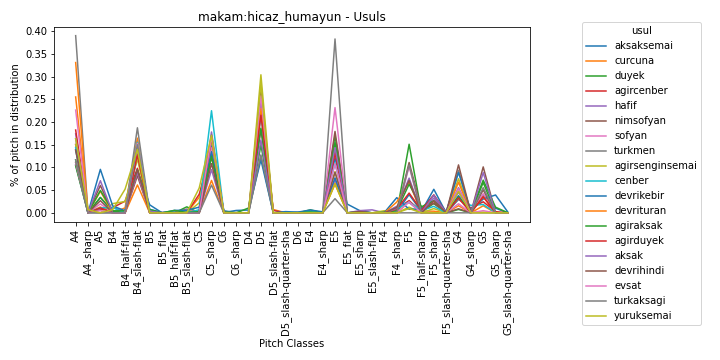 makam:hicaz_humayun - Usuls
% of pitch in distribution
0.40
0.35
0.30
0.25
0.20
0.15
0.10
0.05
0.00
A4
A4_sharp
A5
B4
B4_half-flat
B4_slash-flat
B5
B5_flat
B5_half-flat
B5_slash-flat
C5
C5_sharp
C6
C6_sharp
D4
D5
D5_slash-flat
D5_slash-quarter-sha
D6
E4
E4_sharp
E5
E5_flat
E5_sharp
E5_slash-flat
F4
F4_sharp
F5
F5_half-sharp
F5_sharp
F5_slash-quarter-sha
G4
G4_sharp
G5
G5_sharp
G5_slash-quarter-sha
Pitch Classes
usul
aksaksemai
curcuna
duyek
agircenber
hafif
nimsofyan
sofyan
turkmen
agirsenginsemai
cenber
devrikebir
devrituran
agiraksak
agirduyek
aksak
devrihindi
evsat
turkaksagi
yuruksemai